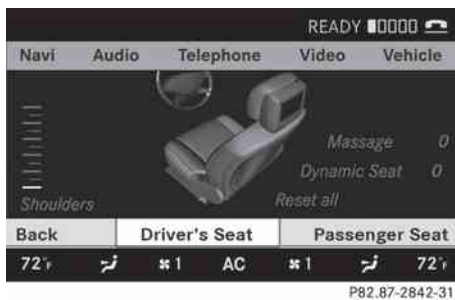 READY
Navi Audio Telephone Video Vehicle
Massage 0
Dynamic Seat 0
Shoulders Reset all
Back Driver's Seat Passenger Seat
72°F 1 AC 1 72°F
P82.87-2842-31